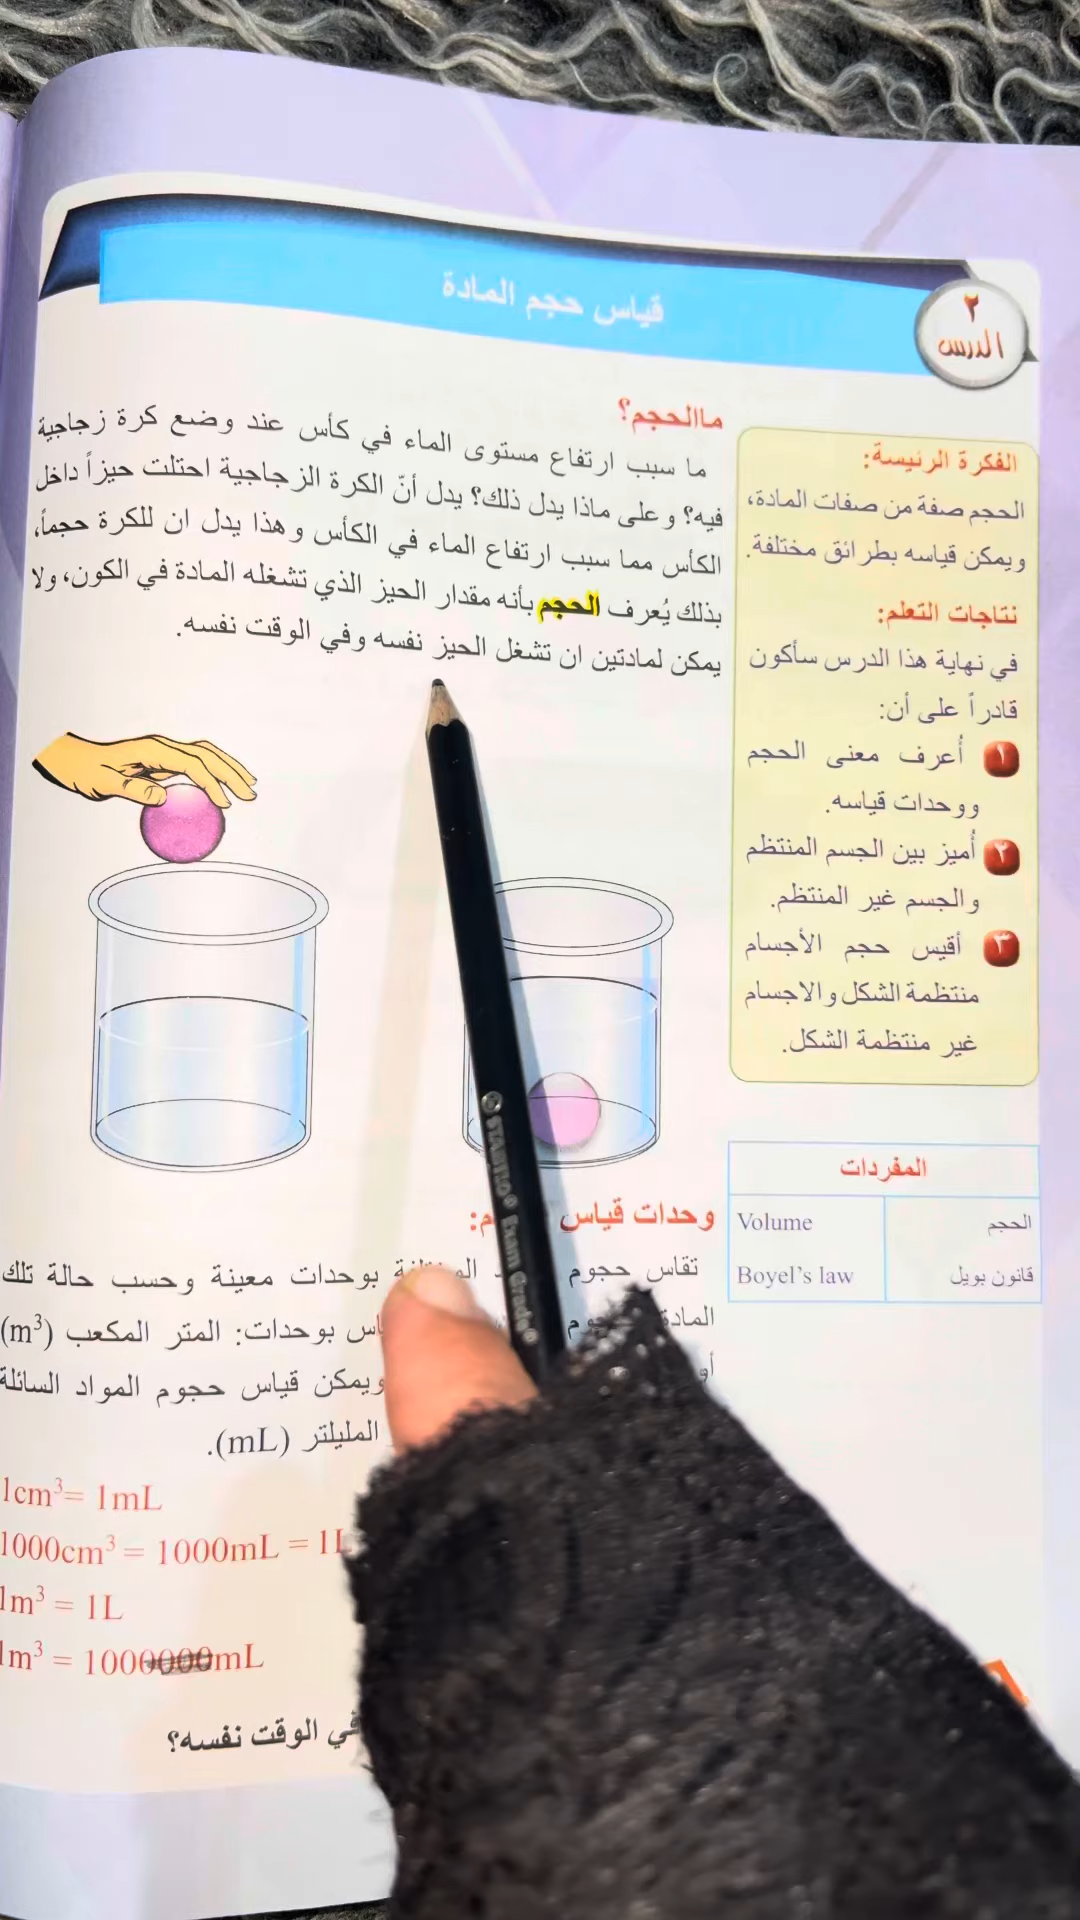 قياس حجم المادة
٢
الدرس
ماالحجم؟
ما سبب ارتفاع مستوى الماء في كأس عند وضع كرة زجاجية
فيه؟ وعلى ماذا يدل ذلك؟ يدل أنّ الكرة الزجاجية احتلت حيزاً داخل
الكأس مما سبب ارتفاع الماء في الكأس وهذا يدل ان للكرة حجماً،
بذلك يُعرف الحجم بأنه مقدار الحيز الذي تشغله المادة في الكون، ولا
يمكن لمادتين ان تشغل الحيز نفسه وفي الوقت نفسه.
الفكرة الرئيسة:
الحجم صفة من صفات المادة،
ويمكن قياسه بطرائق مختلفة.
نتاجات التعلم:
في نهاية هذا الدرس سأكون
قادراً على أن:
١ أُعرف معنى الحجم
ووحدات قياسه.
٢ أُميز بين الجسم المنتظم
والجسم غير المنتظم.
٣ أقيس حجم الأجسام
منتظمة الشكل والاجسام
غير منتظمة الشكل.
المفردات
الحجم Volume
قانون بويل Boyel's law
وحدات قياس
تقاس حجوم بوحدات معينة وحسب حالة تلك
المادة بوحدات: المتر المكعب (m³)
أو ويمكن قياس حجوم المواد السائلة
المليلتر (mL).
1cm³= 1mL
1000cm³ = 1000mL = 1L
1m³ = 1L
1m³ = 1000000mL
في الوقت نفسه؟
STABILO® Exam Grade®